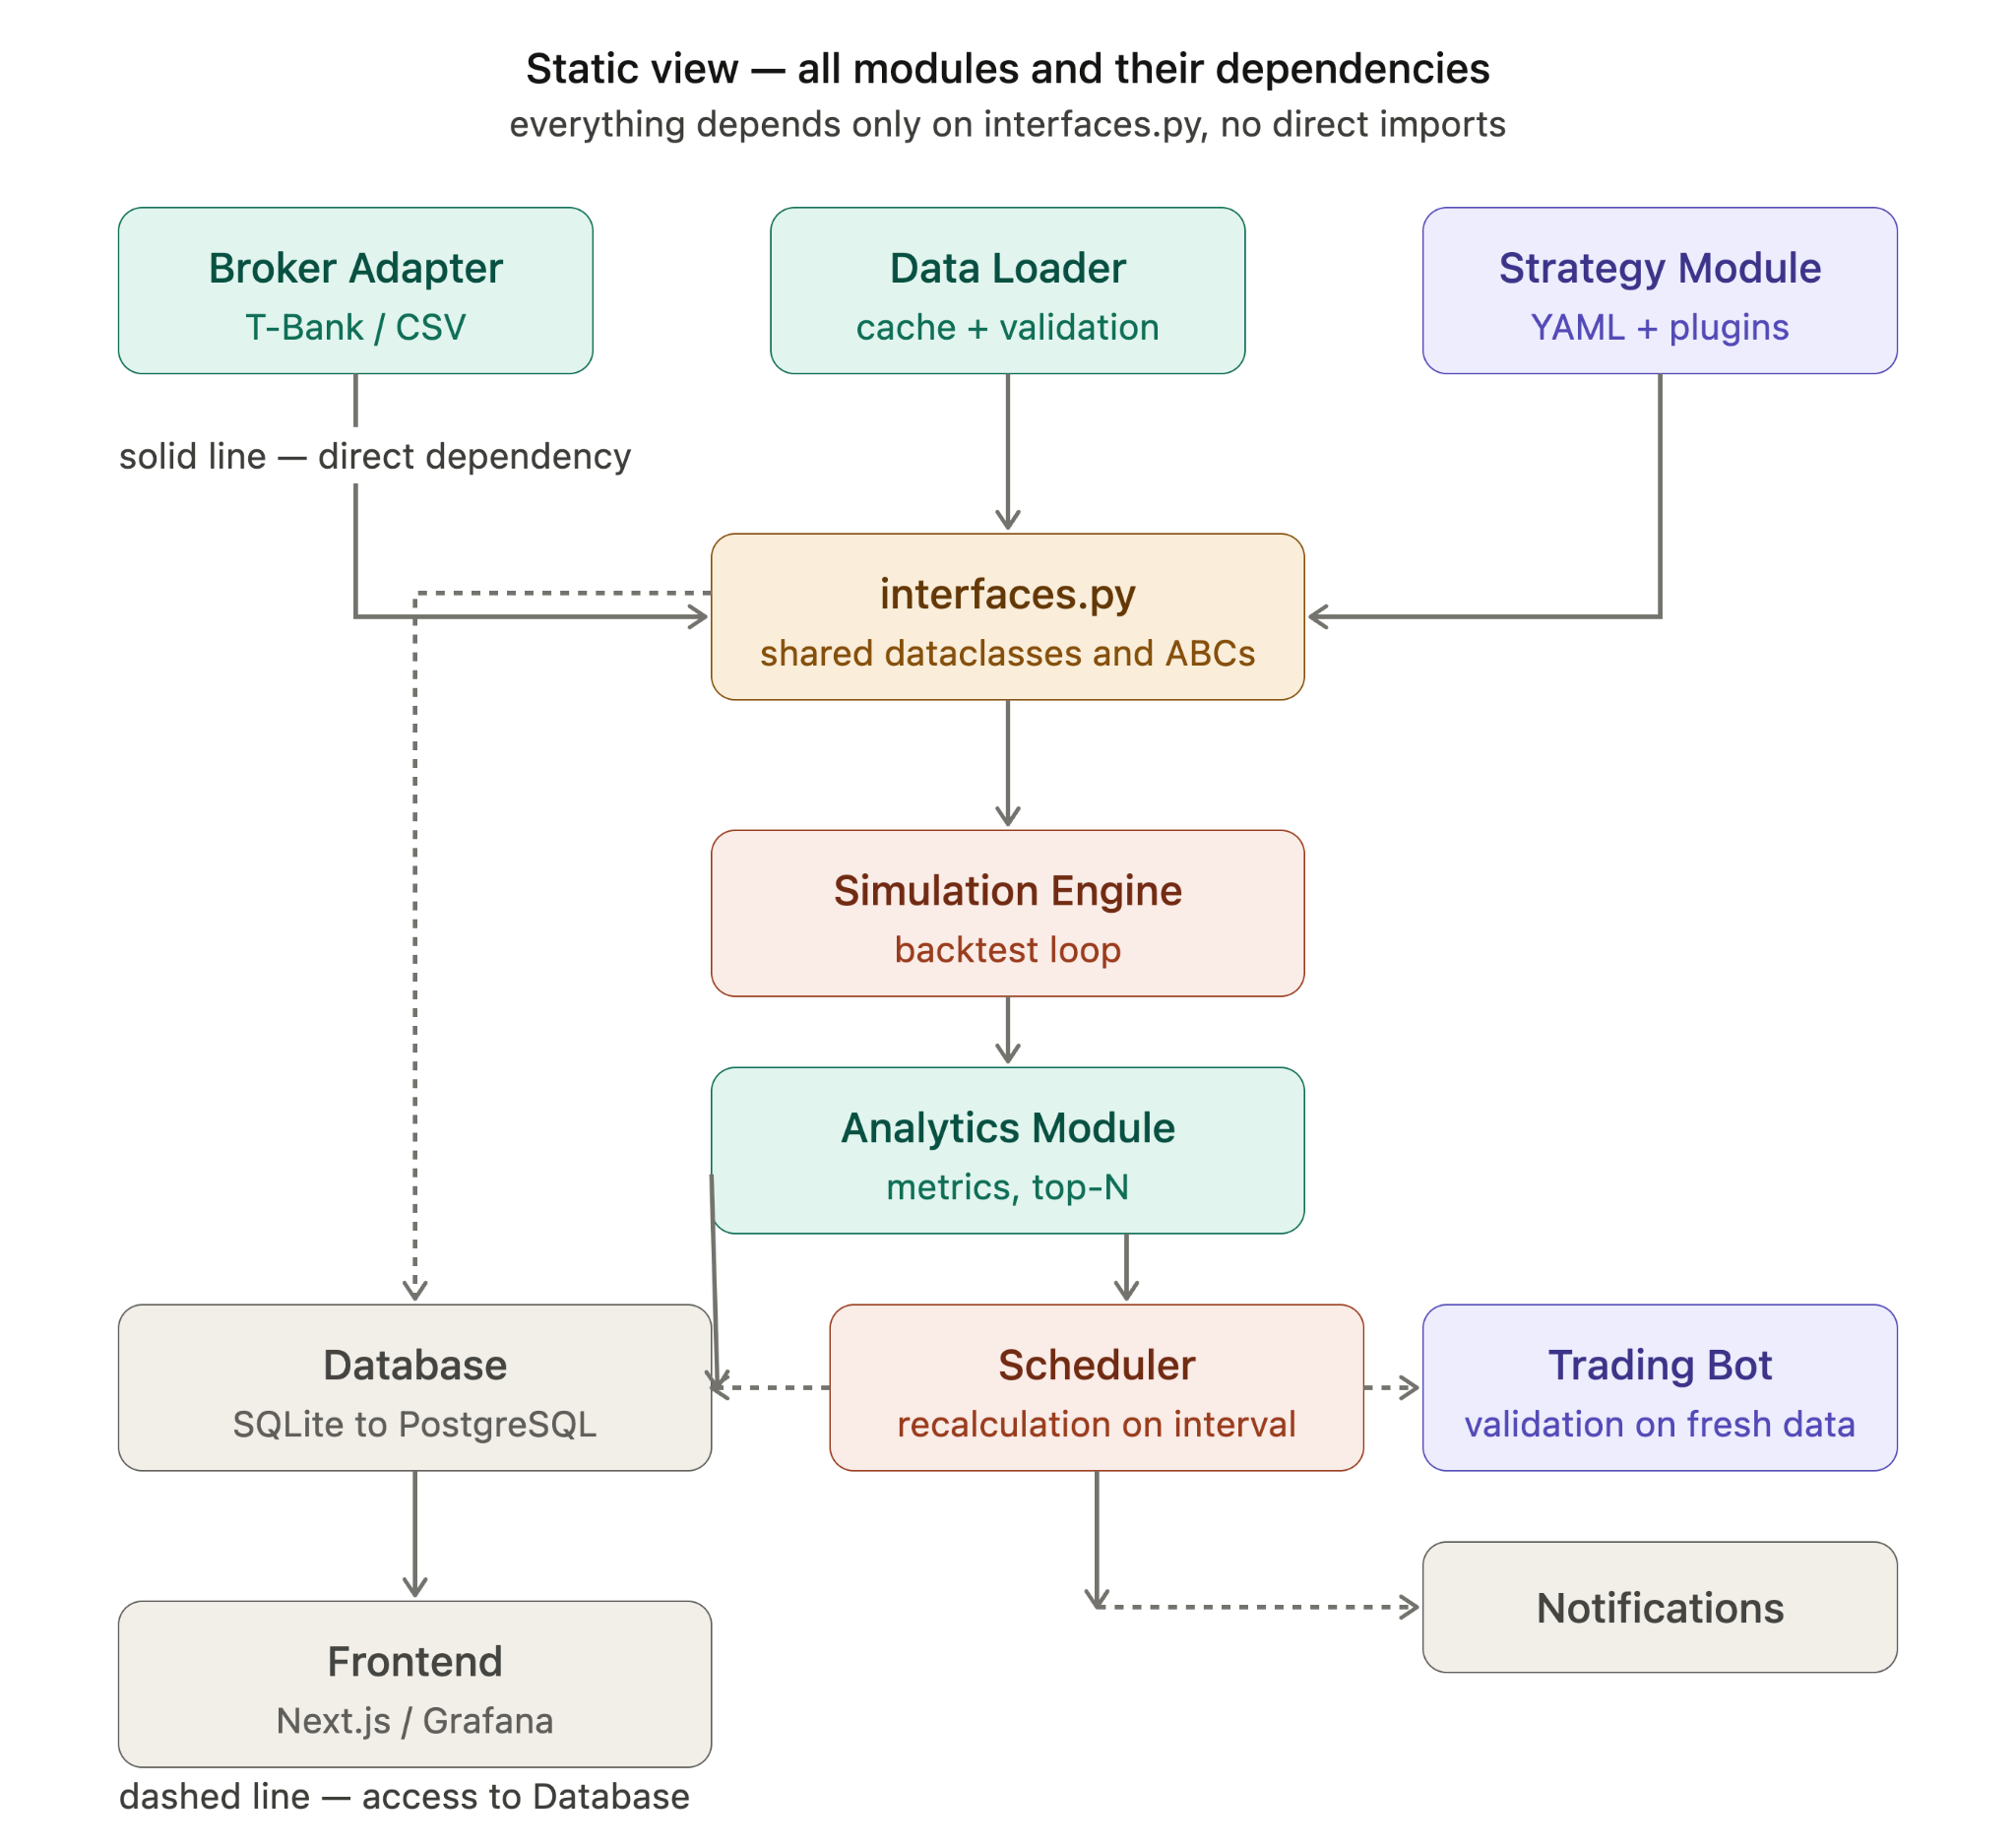 Static view — all modules and their dependencies
everything depends only on interfaces.py, no direct imports
Broker Adapter
T-Bank / CSV
Data Loader
cache + validation
Strategy Module
YAML + plugins
solid line — direct dependency
interfaces.py
shared dataclasses and ABCs
Simulation Engine
backtest loop
Analytics Module
metrics, top-N
Database
SQLite to PostgreSQL
Scheduler
recalculation on interval
Trading Bot
validation on fresh data
Notifications
Frontend
Next.js / Grafana
dashed line — access to Database